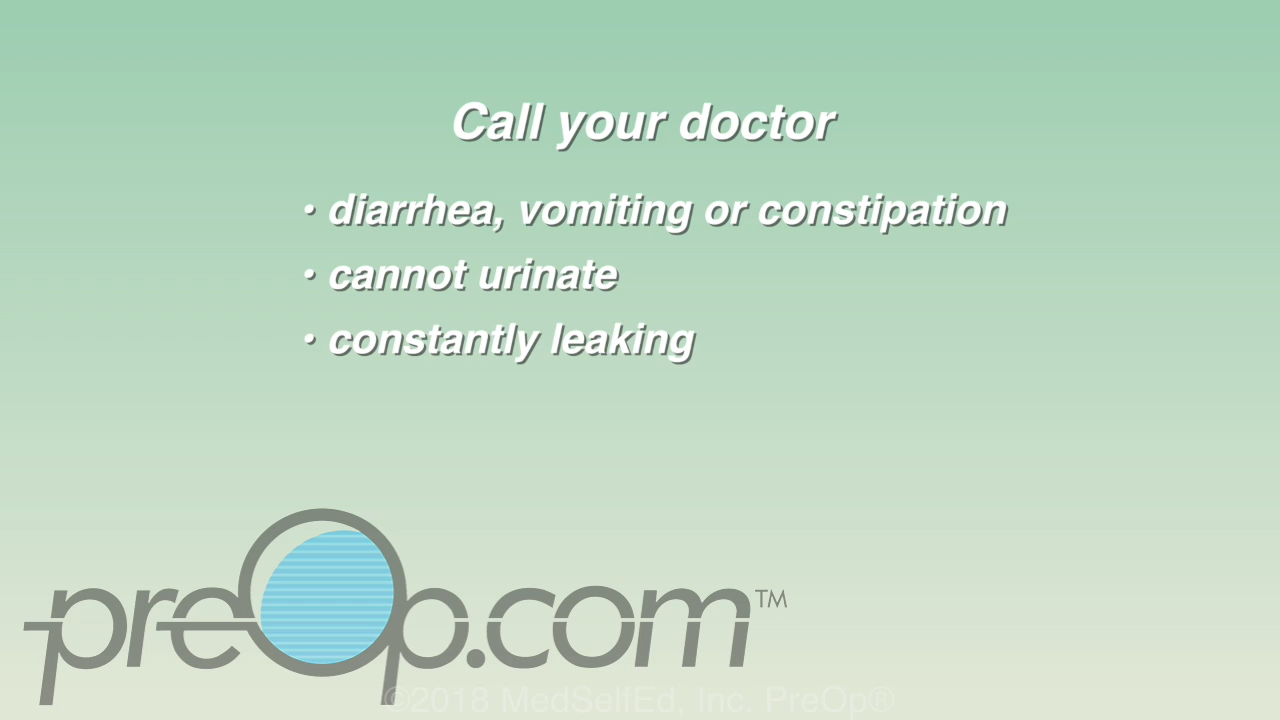 Call your doctor
• diarrhea, vomiting or constipation
• cannot urinate
• constantly leaking
preOp.com™
©2018 MedSelfEd, Inc. PreOp®